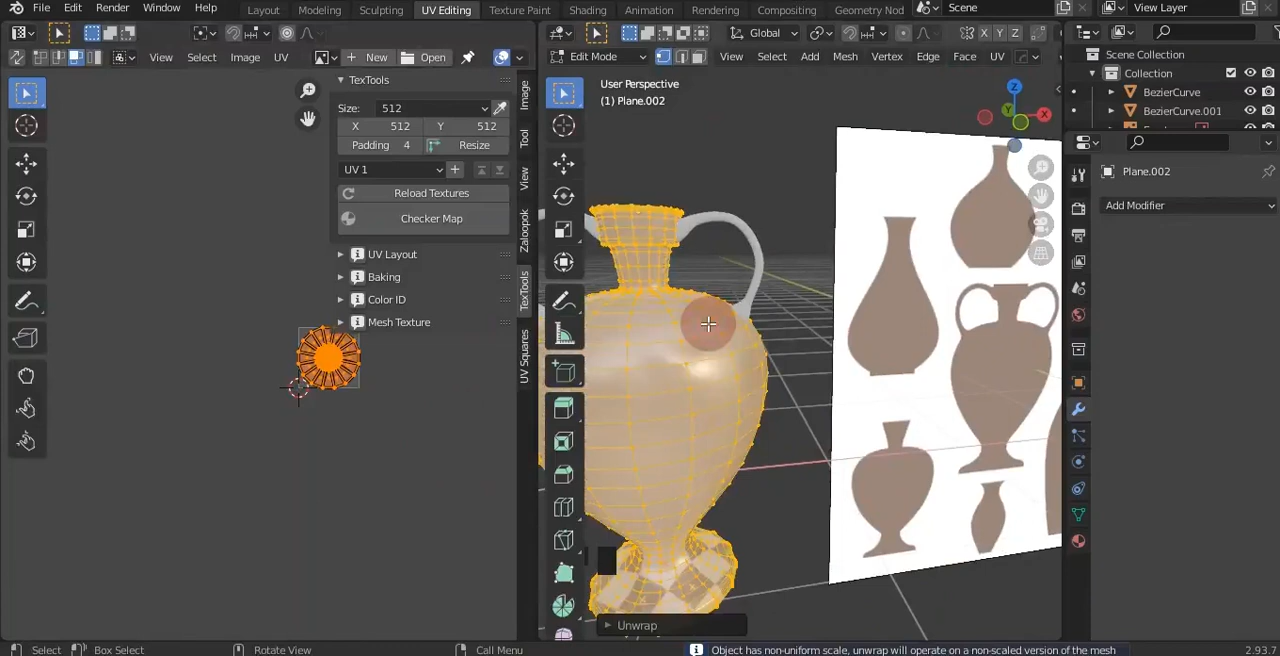 File Edit Render Window Help Layout Modeling Sculpting UV Editing Texture Paint Shading Animation Rendering Compositing Geometry Nod Scene View Layer
View Select Image UV New Open Global X Y Z
Edit Mode View Select Add Mesh Vertex Edge Face UV
Scene Collection
Collection
BezierCurve
BezierCurve.001
TexTools
Size: 512
X 512 Y 512
Padding 4 Resize
UV 1
Reload Textures
Checker Map
UV Layout
Baking
Color ID
Mesh Texture
Image
Tool
View
Zaloopok
TexTools
UV Squares
User Perspective
(1) Plane.002
Z
X
Y
Plane.002
Add Modifier
Unwrap
Select Box Select Rotate View Call Menu Object has non-uniform scale, unwrap will operate on a non-scaled version of the mesh 2.93.7